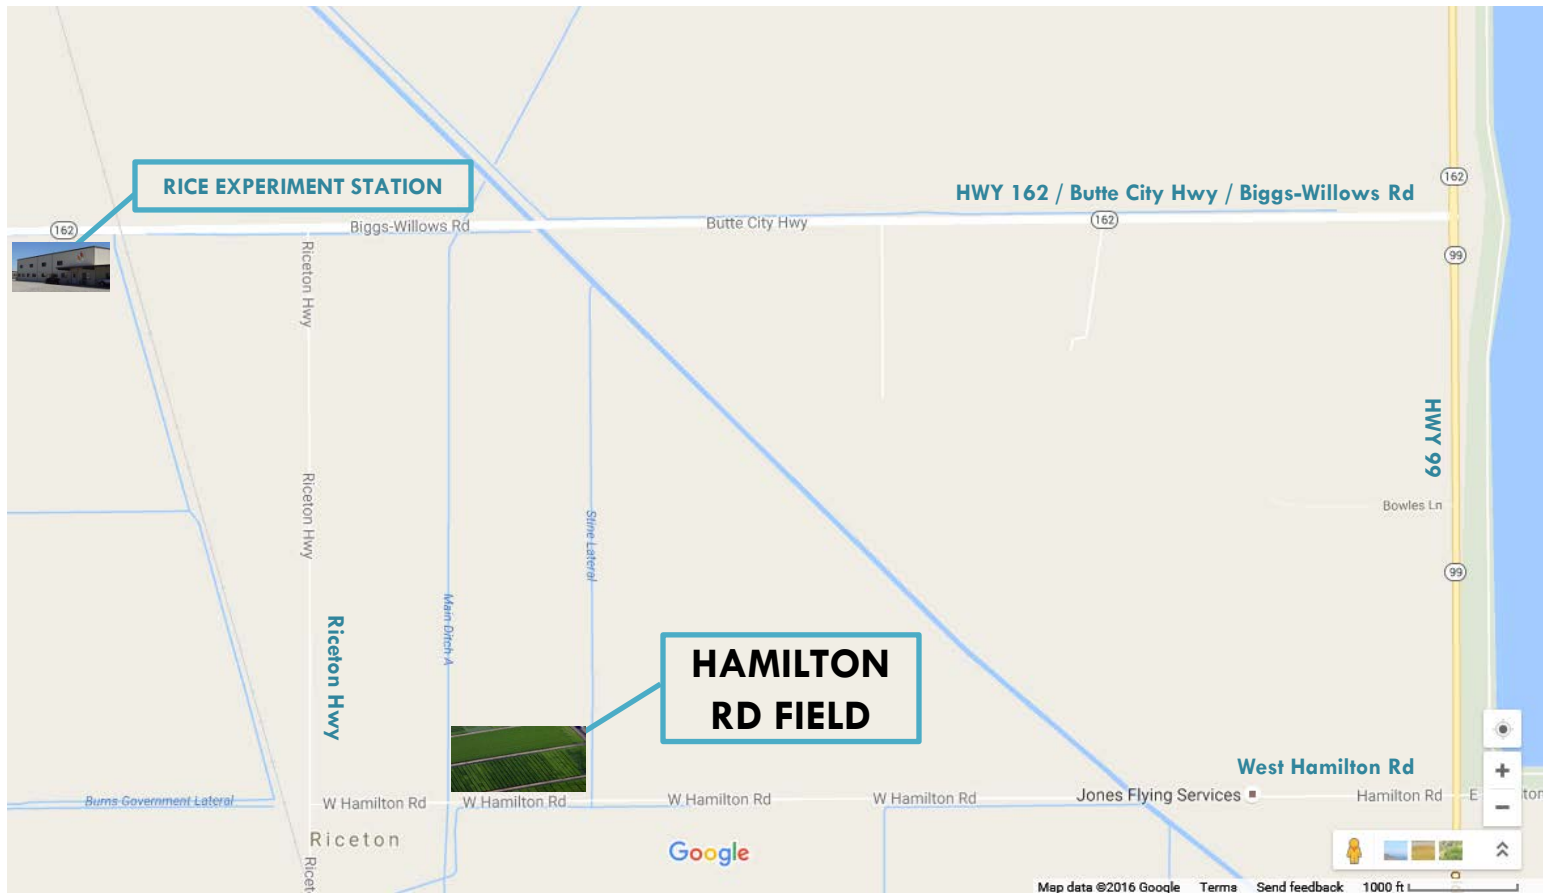 RICE EXPERIMENT STATION
162
HWY 162 / Butte City Hwy / Biggs-Willows Rd
162
Biggs-Willows Rd
Butte City Hwy
162
99
Riceton Hwy
HWY 99
Riceton Hwy
Stine Lateral
Bowles Ln
99
Main Ditch A
Riceton Hwy
HAMILTON
RD FIELD
West Hamilton Rd
Burns Government Lateral
W Hamilton Rd
W Hamilton Rd
W Hamilton Rd
W Hamilton Rd
Jones Flying Services
Hamilton Rd
E
ton
Riceton
Google
Map data ©2016 Google Terms Send feedback 1000 ft